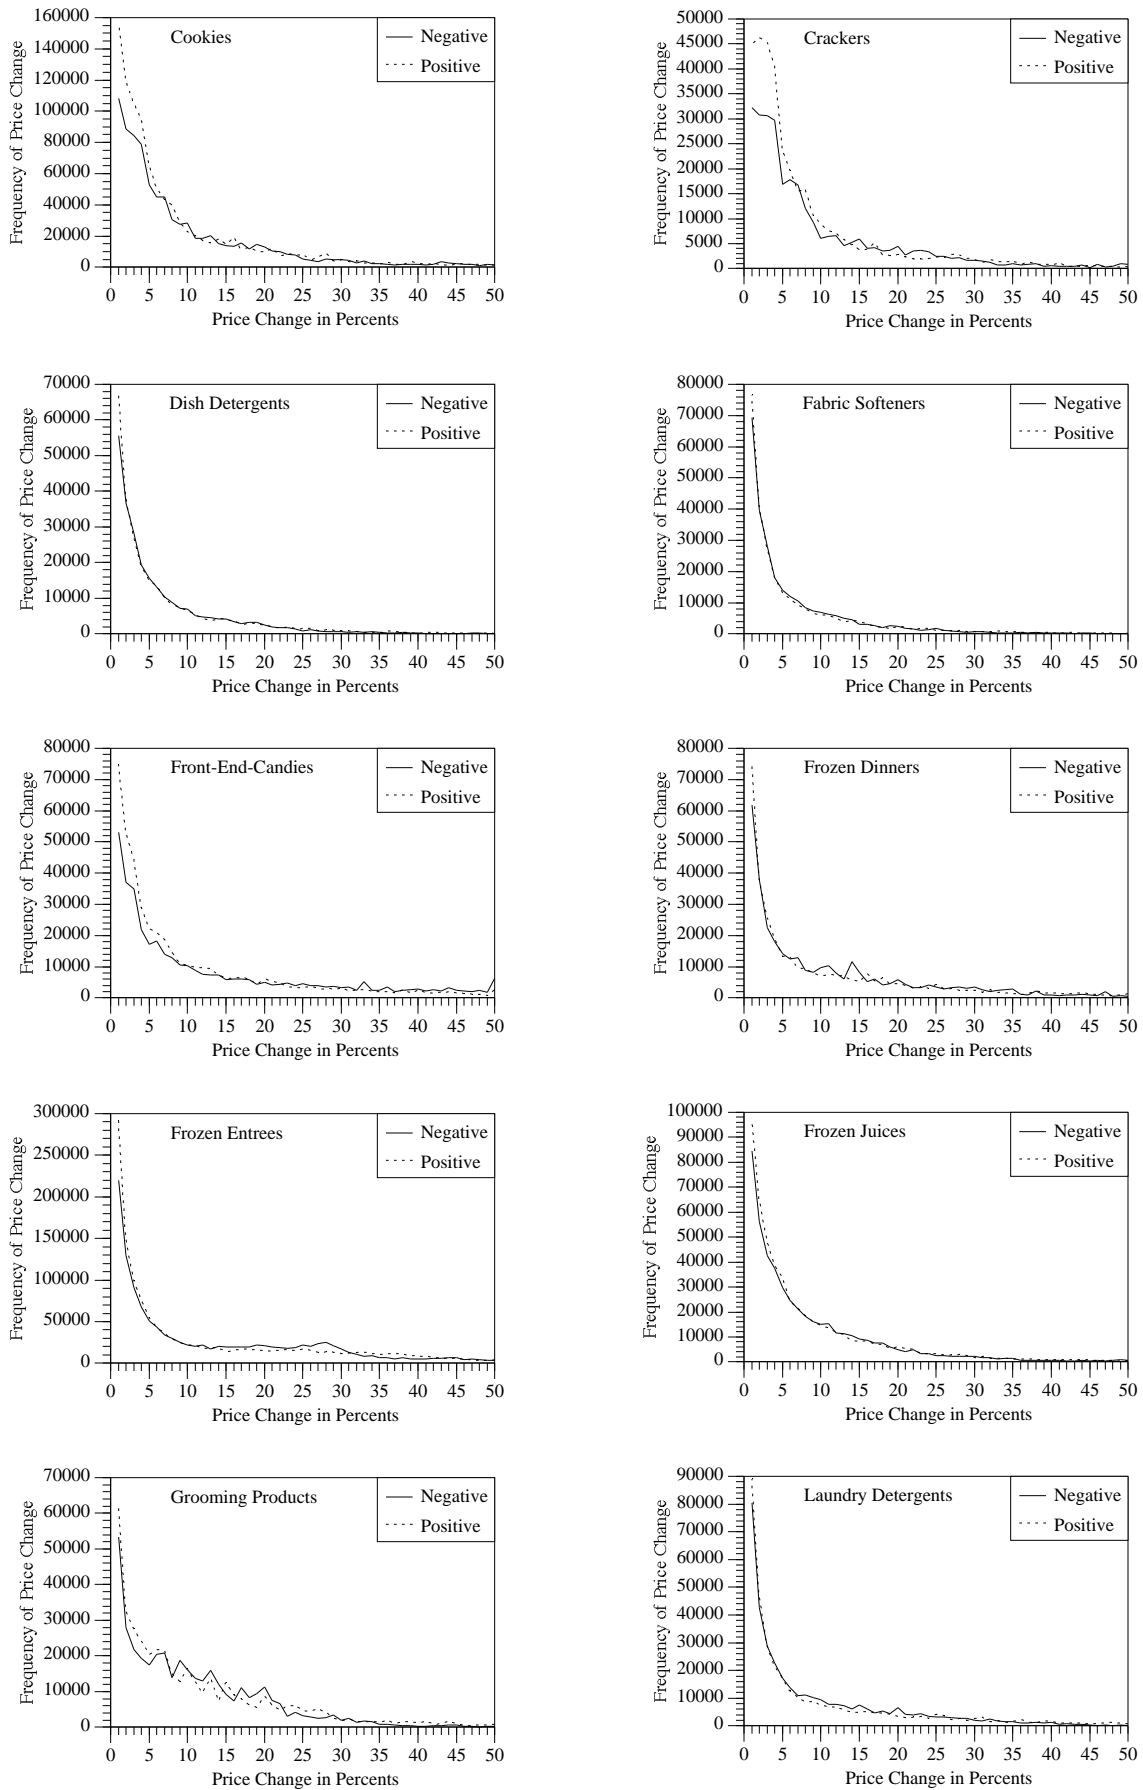 Cookies
Negative
Positive
Frequency of Price Change
160000
140000
120000
100000
80000
60000
40000
20000
0
0 5 10 15 20 25 30 35 40 45 50
Price Change in Percents
Crackers
Negative
Positive
Frequency of Price Change
50000
45000
40000
35000
30000
25000
20000
15000
10000
5000
0
0 5 10 15 20 25 30 35 40 45 50
Price Change in Percents
Dish Detergents
Negative
Positive
Frequency of Price Change
70000
60000
50000
40000
30000
20000
10000
0
0 5 10 15 20 25 30 35 40 45 50
Price Change in Percents
Fabric Softeners
Negative
Positive
Frequency of Price Change
80000
70000
60000
50000
40000
30000
20000
10000
0
0 5 10 15 20 25 30 35 40 45 50
Price Change in Percents
Front-End-Candies
Negative
Positive
Frequency of Price Change
80000
70000
60000
50000
40000
30000
20000
10000
0
0 5 10 15 20 25 30 35 40 45 50
Price Change in Percents
Frozen Dinners
Negative
Positive
Frequency of Price Change
80000
70000
60000
50000
40000
30000
20000
10000
0
0 5 10 15 20 25 30 35 40 45 50
Price Change in Percents
Frozen Entrees
Negative
Positive
Frequency of Price Change
300000
250000
200000
150000
100000
50000
0
0 5 10 15 20 25 30 35 40 45 50
Price Change in Percents
Frozen Juices
Negative
Positive
Frequency of Price Change
100000
90000
80000
70000
60000
50000
40000
30000
20000
10000
0
0 5 10 15 20 25 30 35 40 45 50
Price Change in Percents
Grooming Products
Negative
Positive
Frequency of Price Change
70000
60000
50000
40000
30000
20000
10000
0
0 5 10 15 20 25 30 35 40 45 50
Price Change in Percents
Laundry Detergents
Negative
Positive
Frequency of Price Change
90000
80000
70000
60000
50000
40000
30000
20000
10000
0
0 5 10 15 20 25 30 35 40 45 50
Price Change in Percents